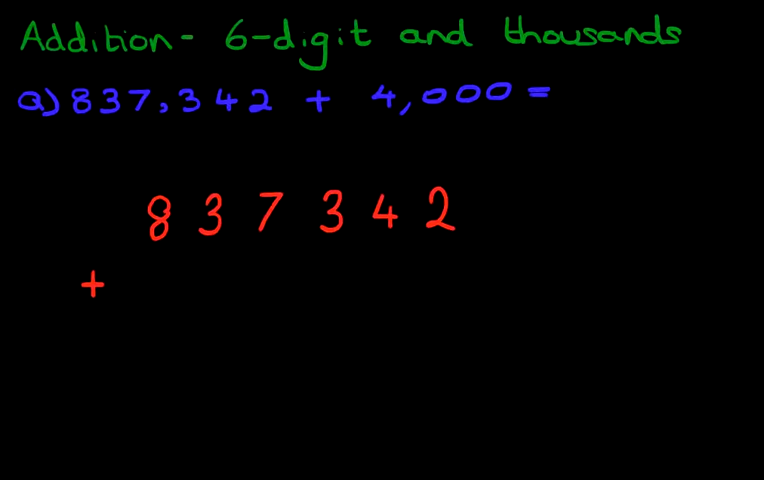 Addition- 6-digit and thousands
Q) 837,342 + 4,000 =
8 3 7 3 4 2
+